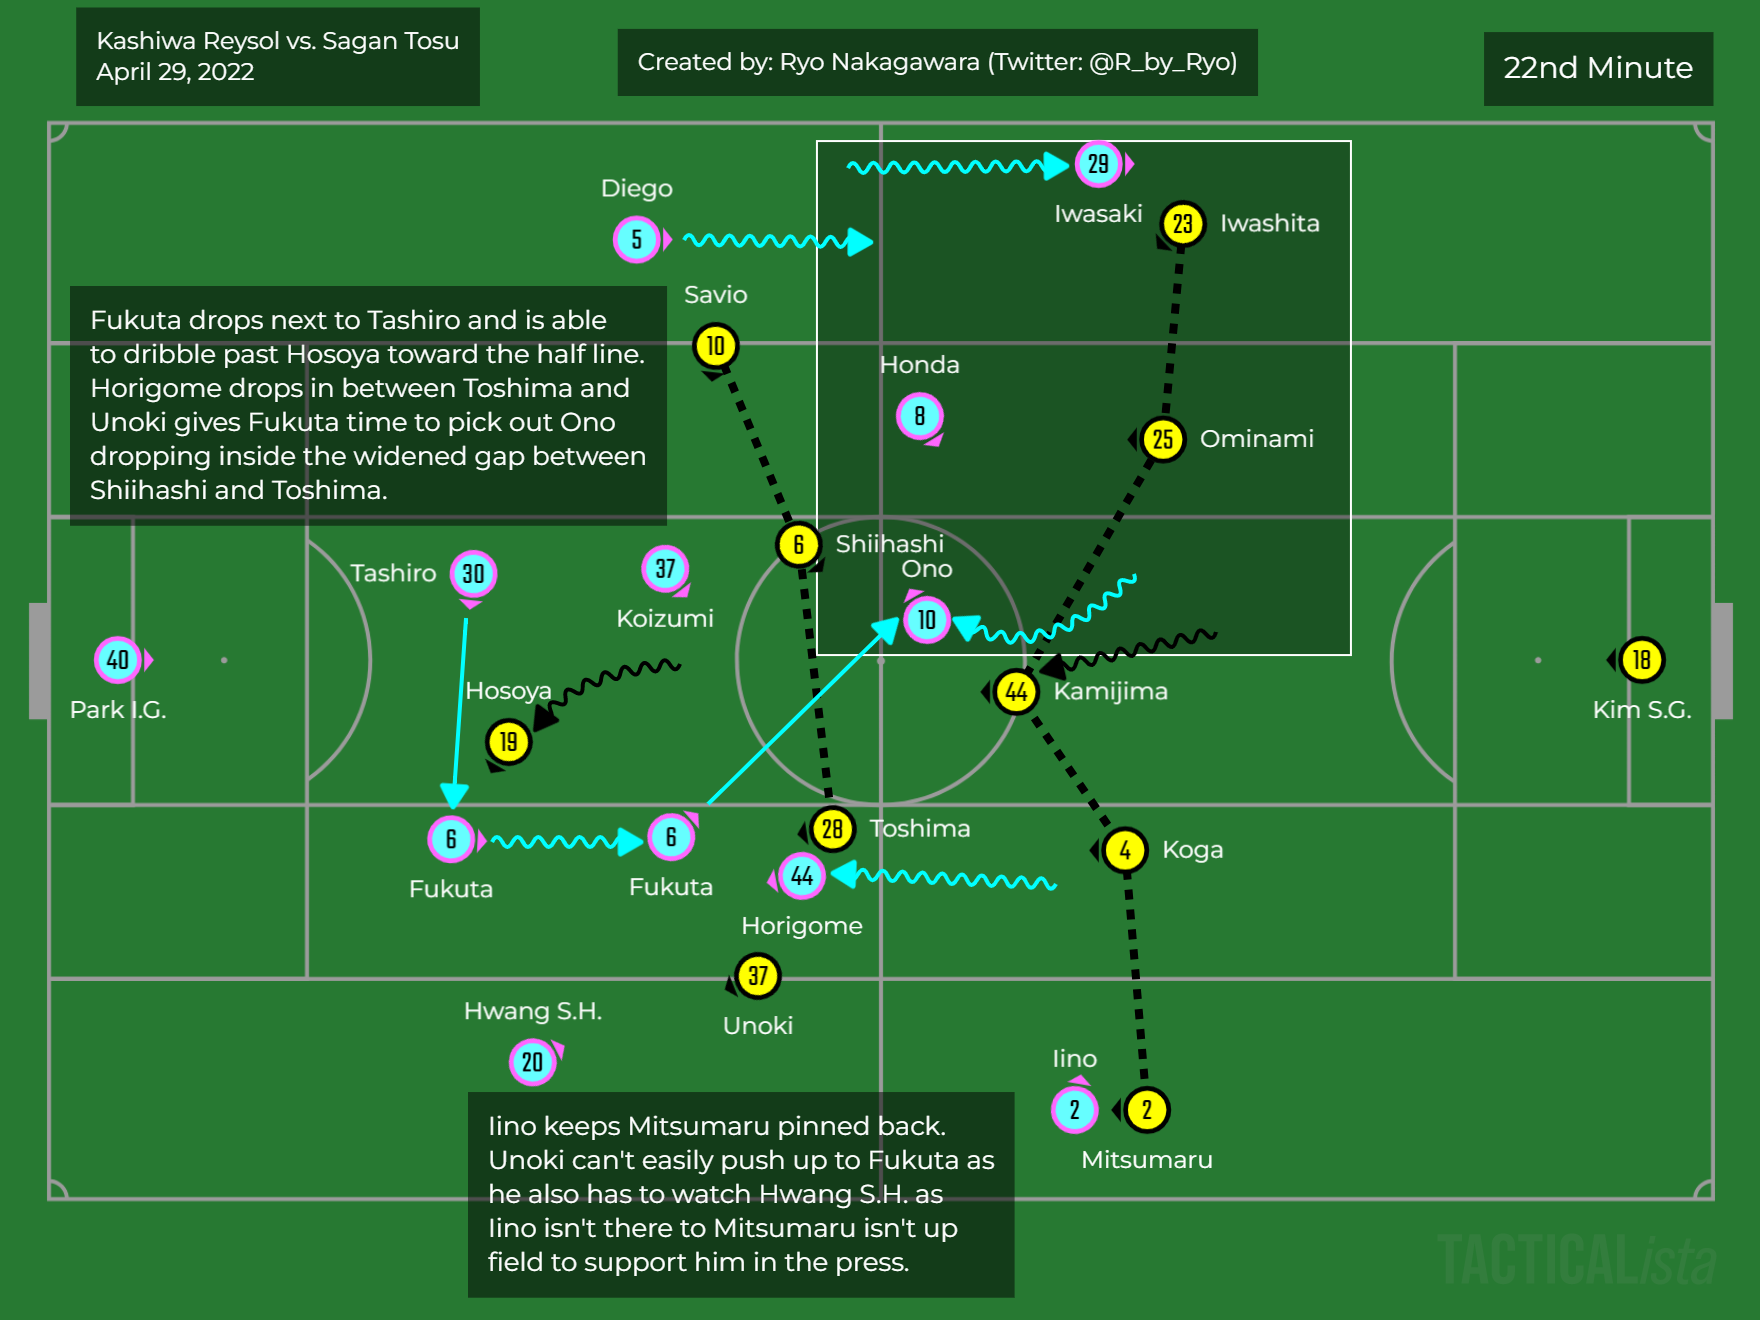 Kashiwa Reysol vs. Sagan Tosu
April 29, 2022
Created by: Ryo Nakagawara (Twitter: @R_by_Ryo)
22nd Minute
29
Iwasaki
Diego
5
23
Iwashita
Savio
10
Fukuta drops next to Tashiro and is able
to dribble past Hosoya toward the half line.
Horigome drops in between Toshima and
Unoki gives Fukuta time to pick out Ono
dropping inside the widened gap between
Shiihashi and Toshima.
Honda
8
25
Ominami
6
Shiihashi
Tashiro
30
37
Koizumi
Ono
10
40
Park I.G.
Hosoya
19
44
Kamijima
18
Kim S.G.
6
Fukuta
6
Fukuta
28
Toshima
44
Horigome
4
Koga
37
Unoki
Hwang S.H.
20
Iino
2
2
Mitsumaru
Iino keeps Mitsumaru pinned back.
Unoki can't easily push up to Fukuta as
he also has to watch Hwang S.H. as
Iino isn't there to Mitsumaru isn't up
field to support him in the press.
TACTICALista